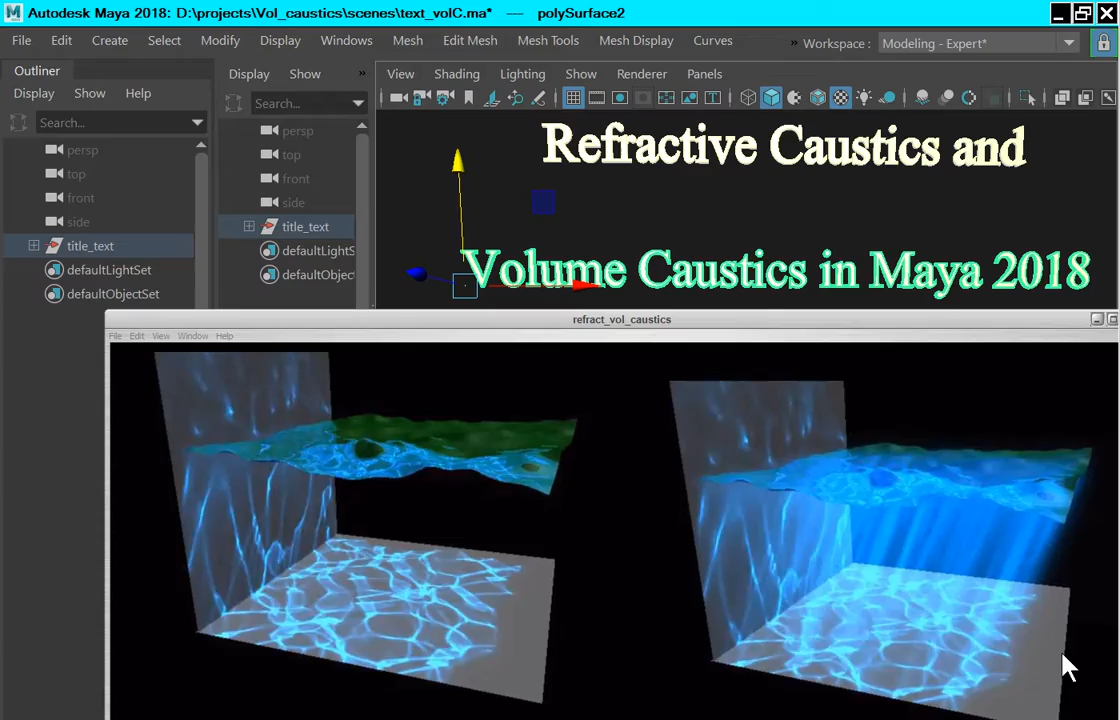 Autodesk Maya 2018: D:\projects\Vol_caustics\scenes\text_volC.ma* --- polySurface2
File Edit Create Select Modify Display Windows Mesh Edit Mesh Mesh Tools Mesh Display Curves » Workspace : Modeling - Expert*
Outliner
Display Show Help
Search...
persp
top
front
side
title_text
defaultLightSet
defaultObjectSet
Display Show »
Search...
persp
top
front
side
title_text
defaultLightS
defaultObjec
View Shading Lighting Show Renderer Panels
Refractive Caustics and
Volume Caustics in Maya 2018
refract_vol_caustics
File Edit View Window Help